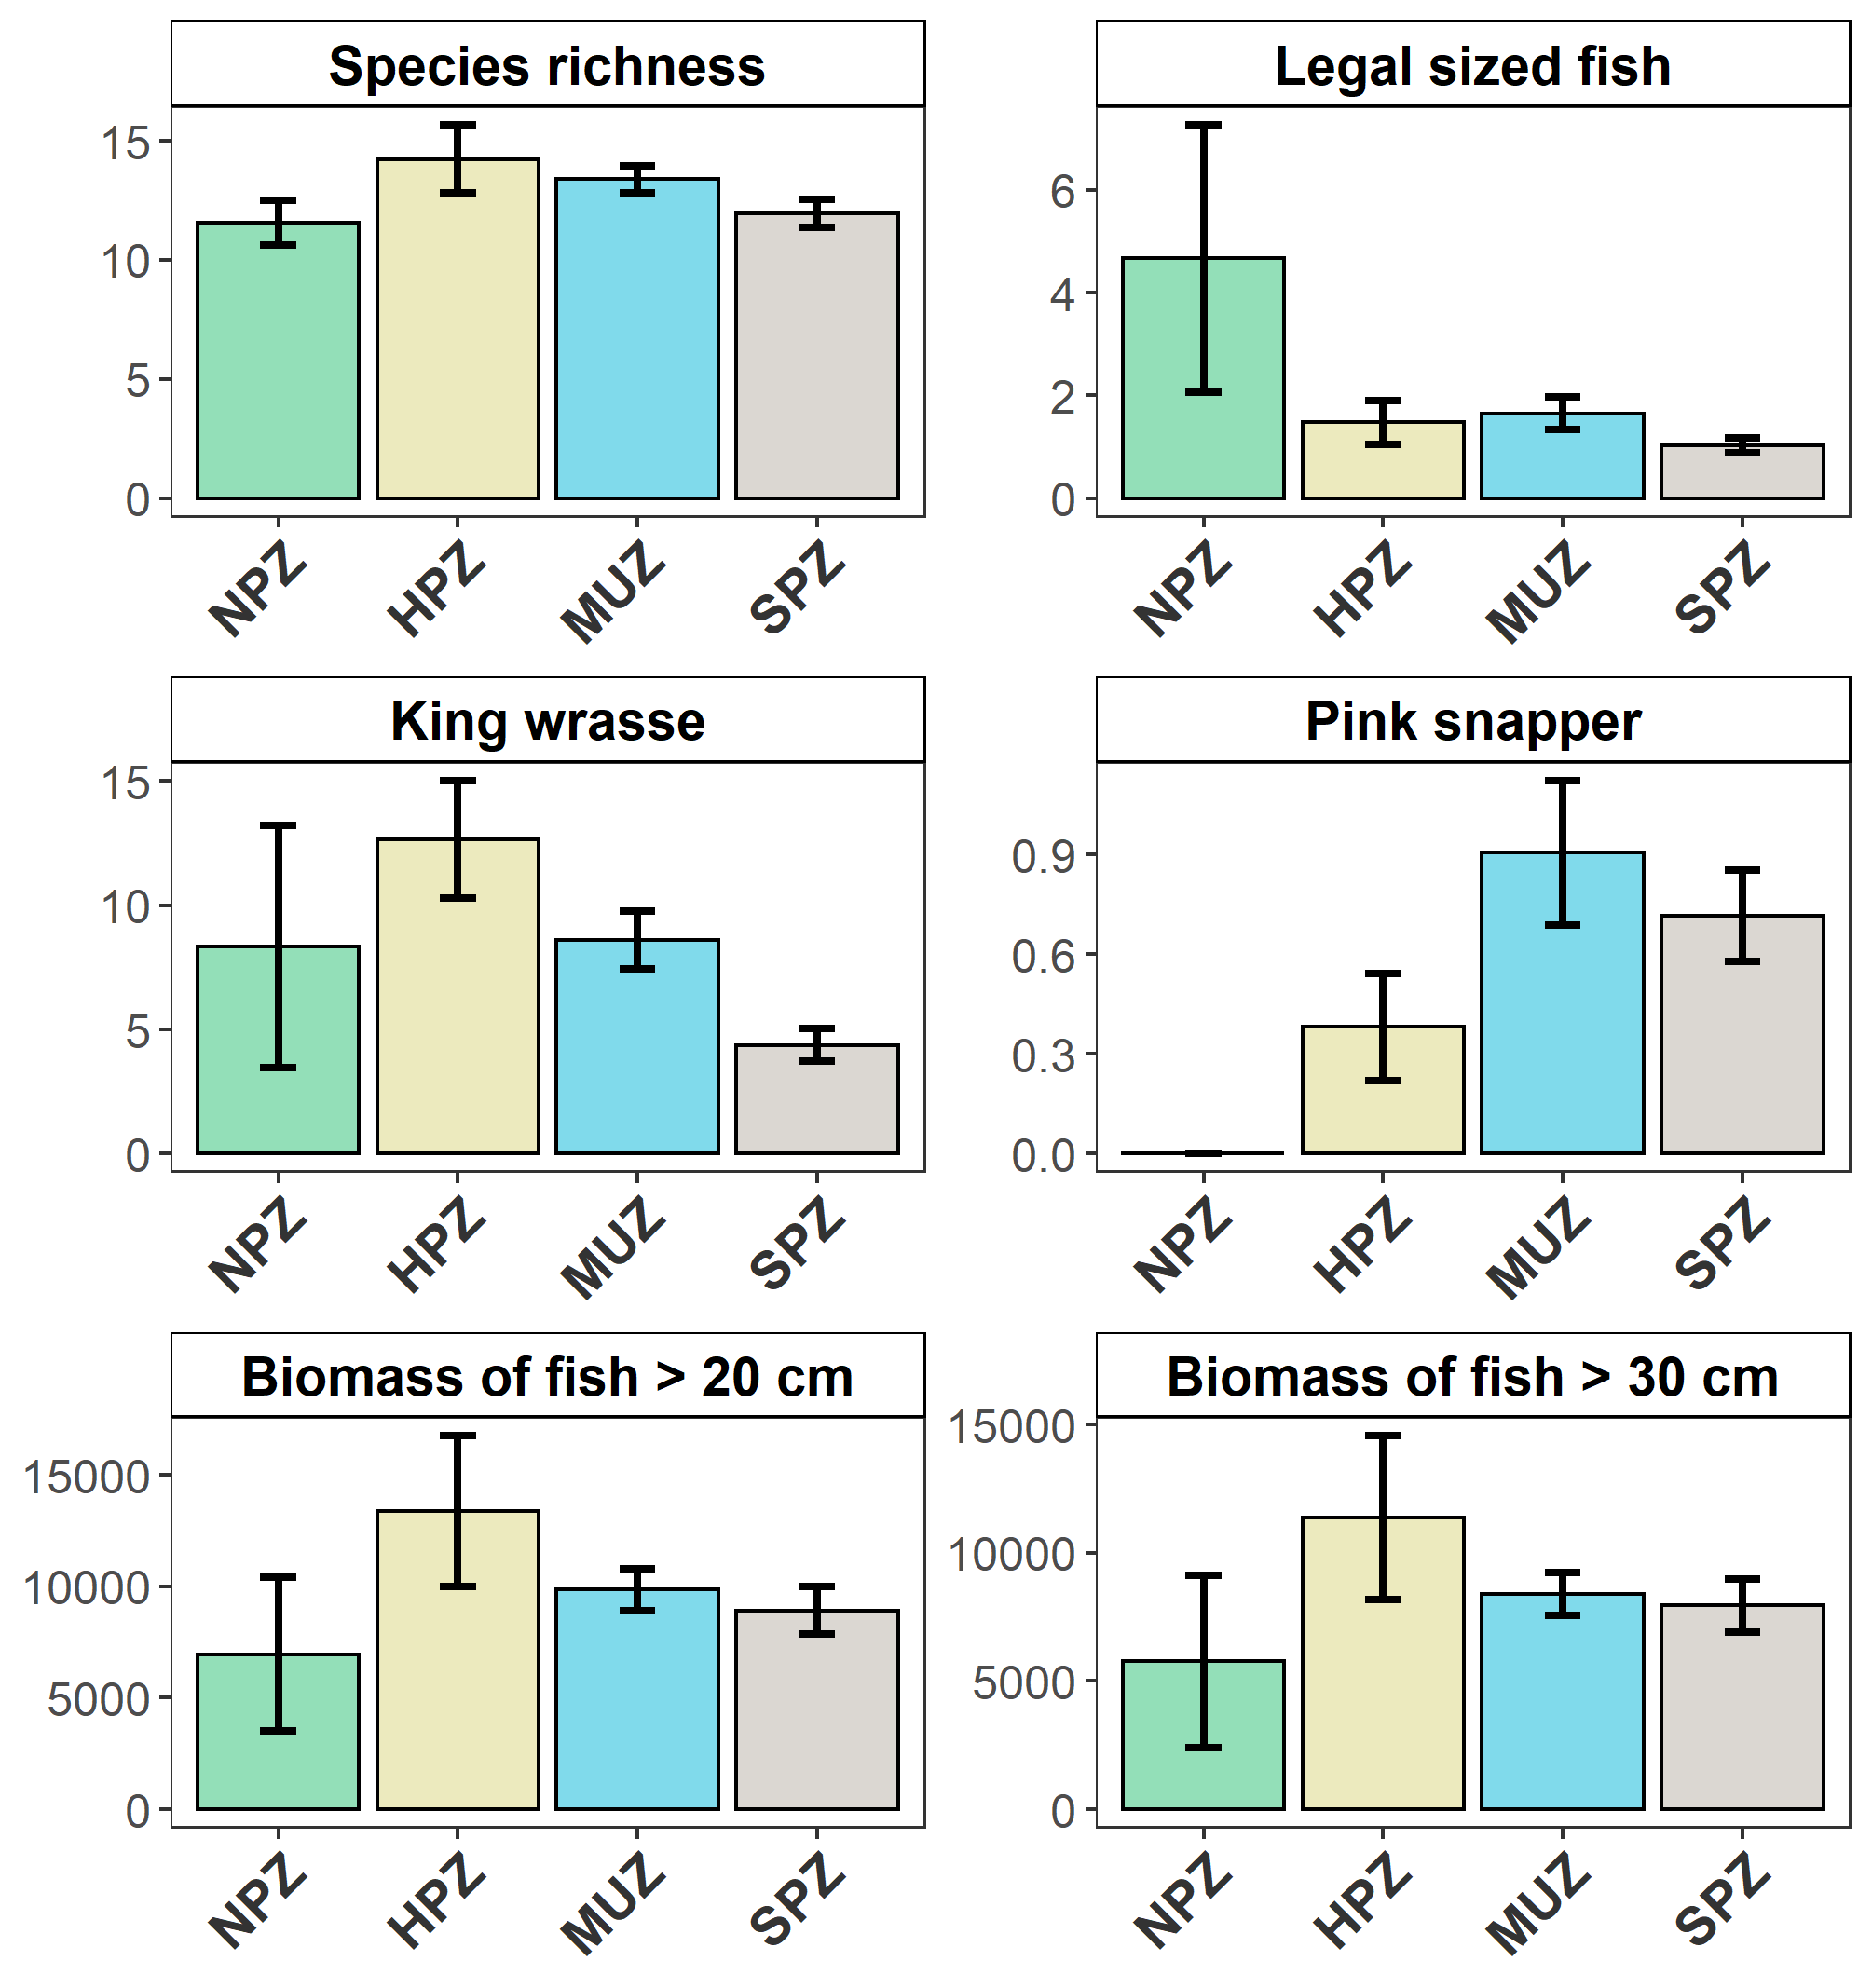 Species richness
15
10
5
0
NPZ HPZ MUZ SPZ
Legal sized fish
6
4
2
0
NPZ HPZ MUZ SPZ
King wrasse
15
10
5
0
NPZ HPZ MUZ SPZ
Pink snapper
0.9
0.6
0.3
0.0
NPZ HPZ MUZ SPZ
Biomass of fish > 20 cm
15000
10000
5000
0
NPZ HPZ MUZ SPZ
Biomass of fish > 30 cm
15000
10000
5000
0
NPZ HPZ MUZ SPZ